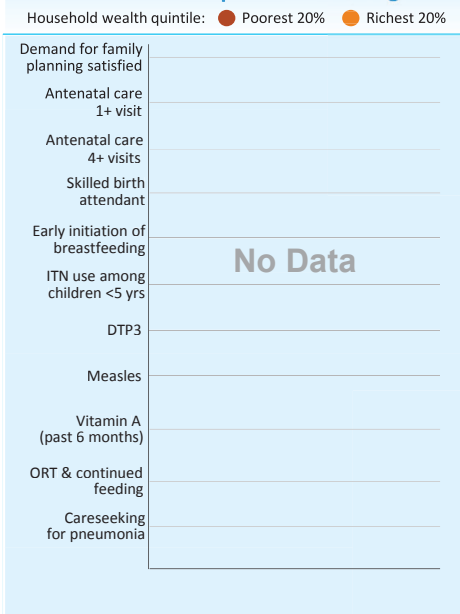 Household wealth quintile: Poorest 20% Richest 20%
Demand for family
planning satisfied
Antenatal care
1+ visit
Antenatal care
4+ visits
Skilled birth
attendant
Early initiation of
breastfeeding
No Data
ITN use among
children <5 yrs
DTP3
Measles
Vitamin A
(past 6 months)
ORT & continued
feeding
Careseeking
for pneumonia